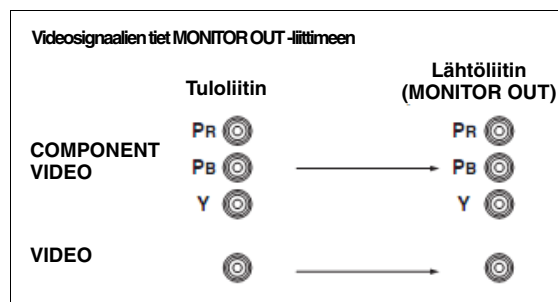 Videosignaalien tiet MONITOR OUT -liittimeen
Tuloliitin
Lähtöliitin
(MONITOR OUT)
COMPONENT
VIDEO
PR
PB
Y
PR
PB
Y
VIDEO